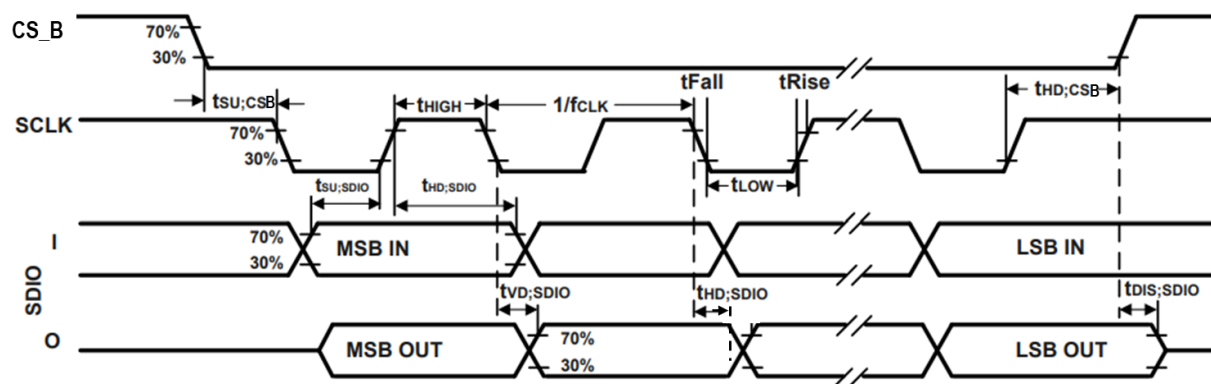 CS_B
70%
30%
tFall
tRise
tSU;CSB
tHIGH
1/fCLK
tHD;CSB
SCLK
70%
30%
tLOW
tSU;SDIO
tHD;SDIO
SDIO
I
70%
30%
MSB IN
LSB IN
tVD;SDIO
tHD;SDIO
tDIS;SDIO
O
MSB OUT
70%
30%
LSB OUT